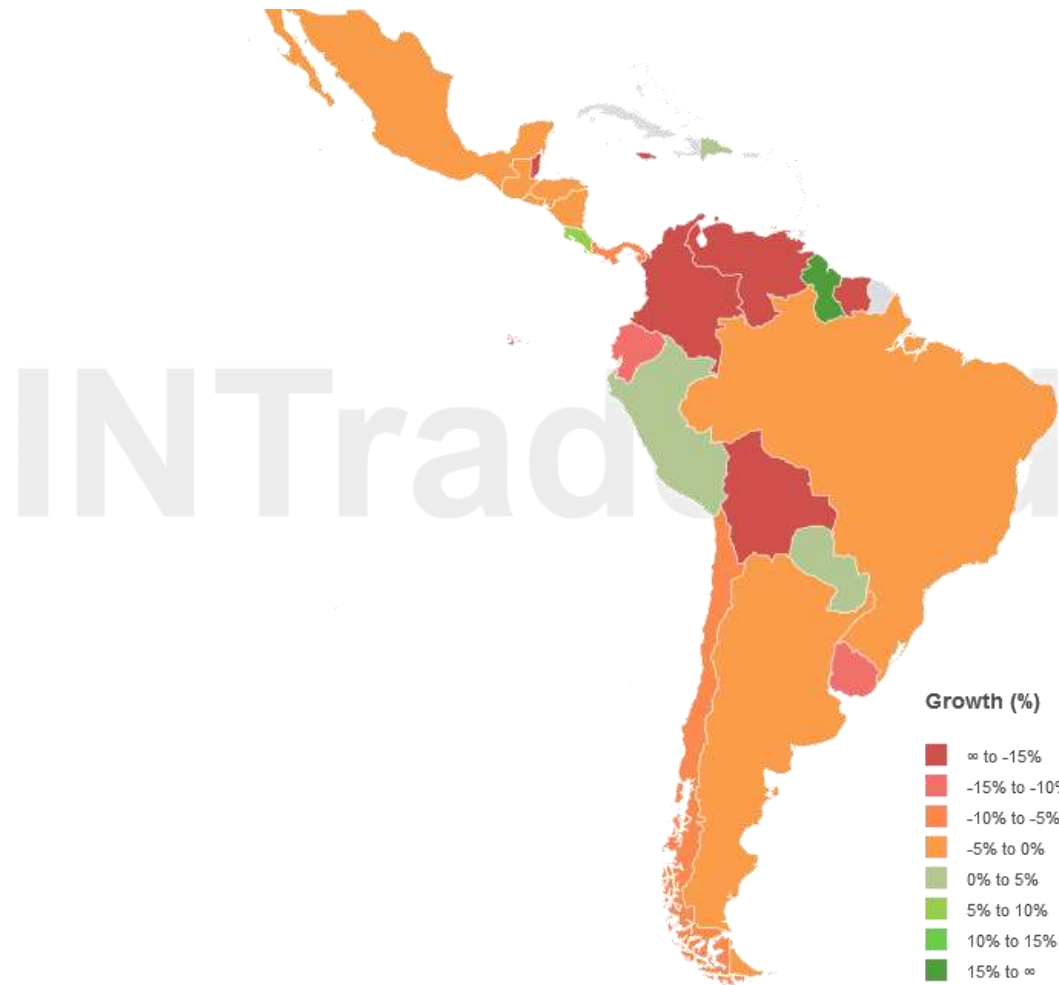 INTrade
Growth (%)
∞ to -15%
-15% to -10%
-10% to -5%
-5% to 0%
0% to 5%
5% to 10%
10% to 15%
15% to ∞